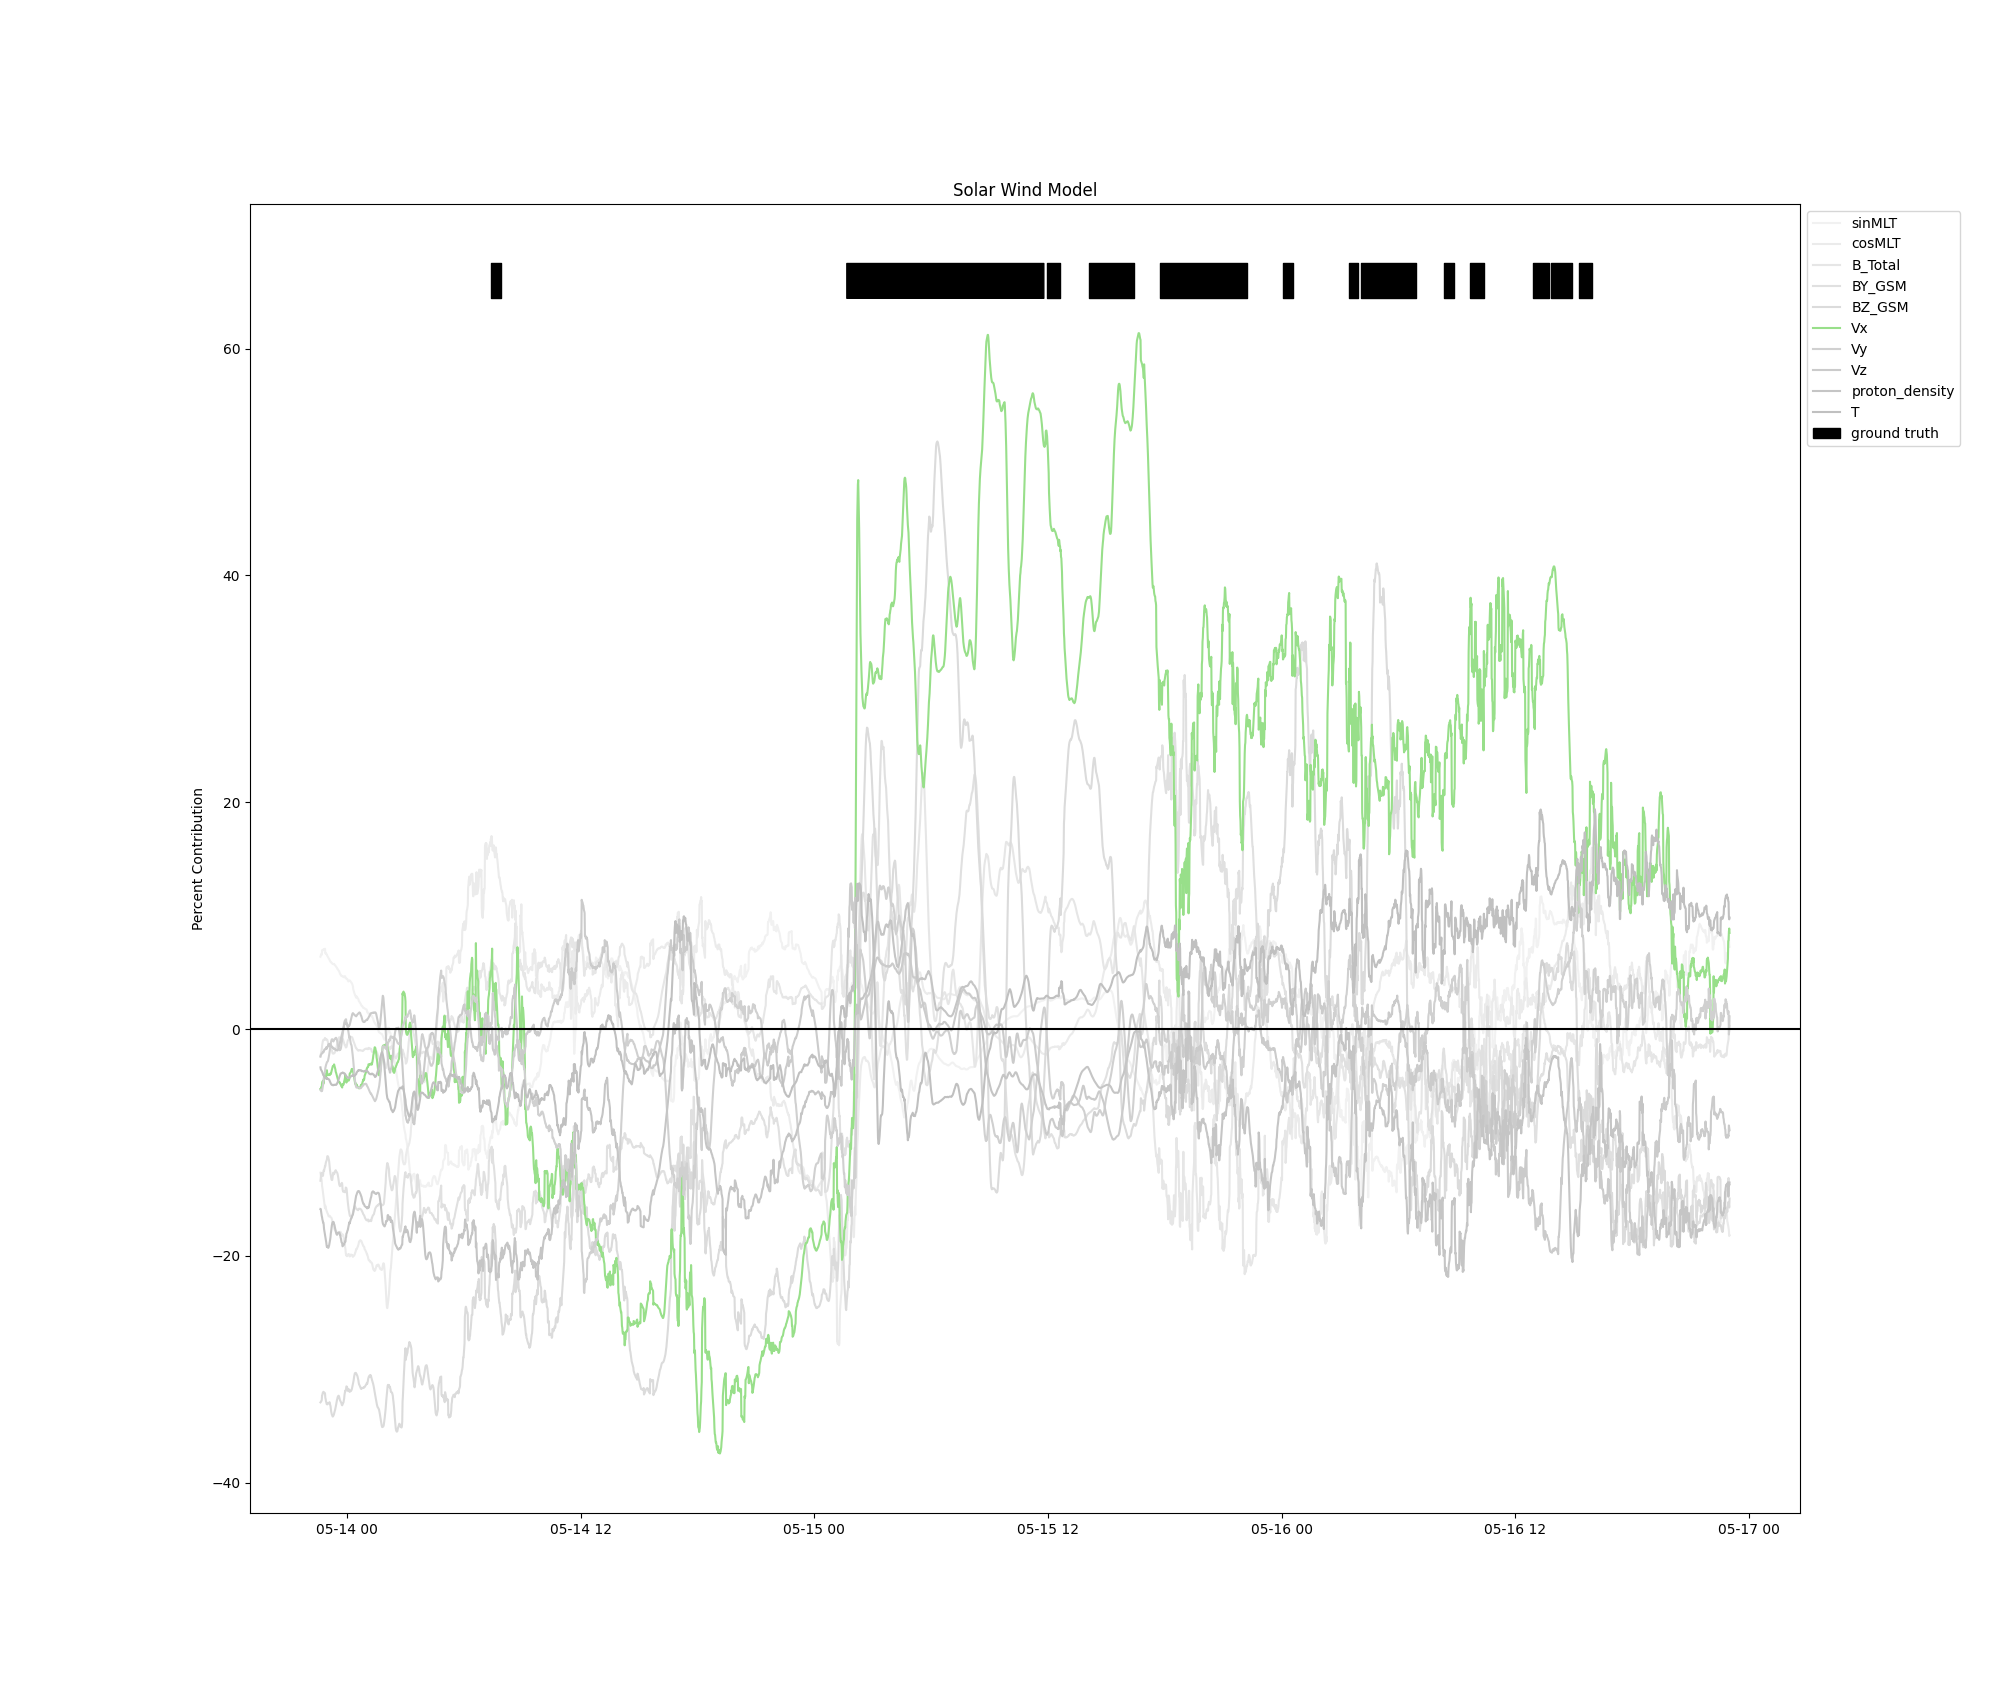 Solar Wind Model
sinMLT
cosMLT
B_Total
BY_GSM
BZ_GSM
Vx
Vy
Vz
proton_density
T
ground truth
Percent Contribution
60
40
20
0
−20
−40
05-14 00
05-14 12
05-15 00
05-15 12
05-16 00
05-16 12
05-17 00